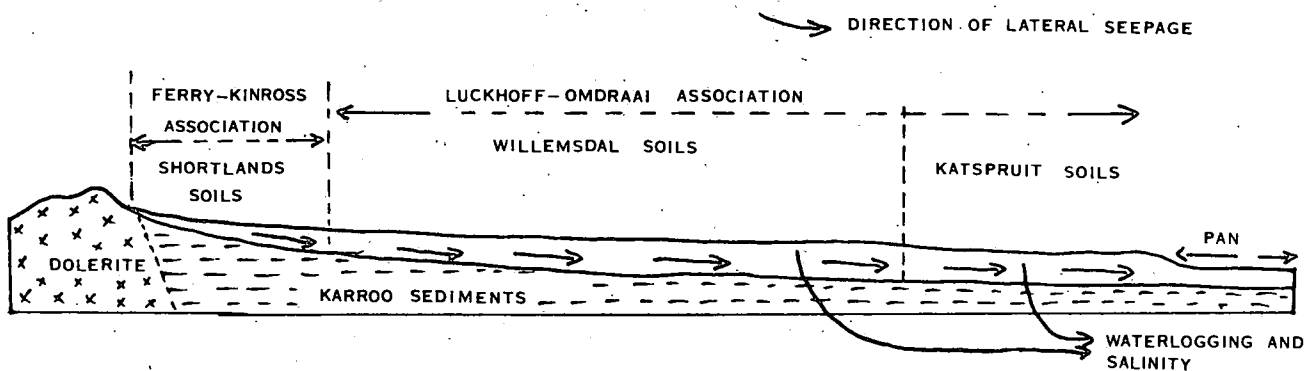 DIRECTION OF LATERAL SEEPAGE
FERRY-KINROSS
ASSOCIATION
SHORTLANDS
SOILS
LUCKHOFF-OMDRAAI ASSOCIATION
WILLEMSDAL SOILS
KATSPRUIT SOILS
PAN
DOLERITE
KARROO SEDIMENTS
WATERLOGGING AND
SALINITY